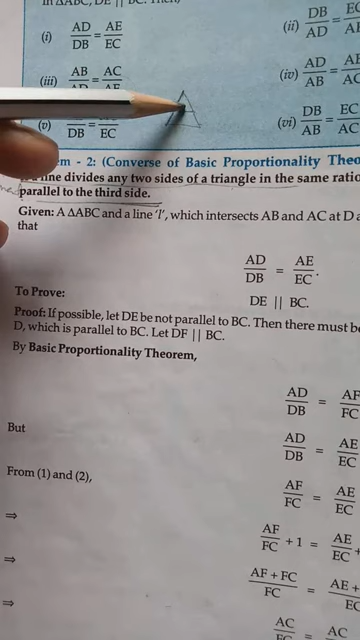 In ΔABC, DE || BC. Then,
(i) AD/DB = AE/EC
(ii) DB/AD = EC/AE
(iii) AB/AD = AC/AE
(iv) AD/AB = AE/AC
(v) /DB = /EC
(vi) DB/AB = EC/AC
em - 2: (Converse of Basic Proportionality Theo
line divides any two sides of a triangle in the same ratio
parallel to the third side.
Given: A ΔABC and a line 'l', which intersects AB and AC at D a
that
AD/DB = AE/EC.
To Prove: DE || BC.
Proof: If possible, let DE be not parallel to BC. Then there must be
D, which is parallel to BC. Let DF || BC.
By Basic Proportionality Theorem,
AD/DB = AF/FC
But AD/DB = AE/EC
From (1) and (2), AF/FC = AE/EC
⇒ AF/FC + 1 = AE/EC +
⇒ AF + FC/FC = AE +/EC
⇒ AC/FC = AC